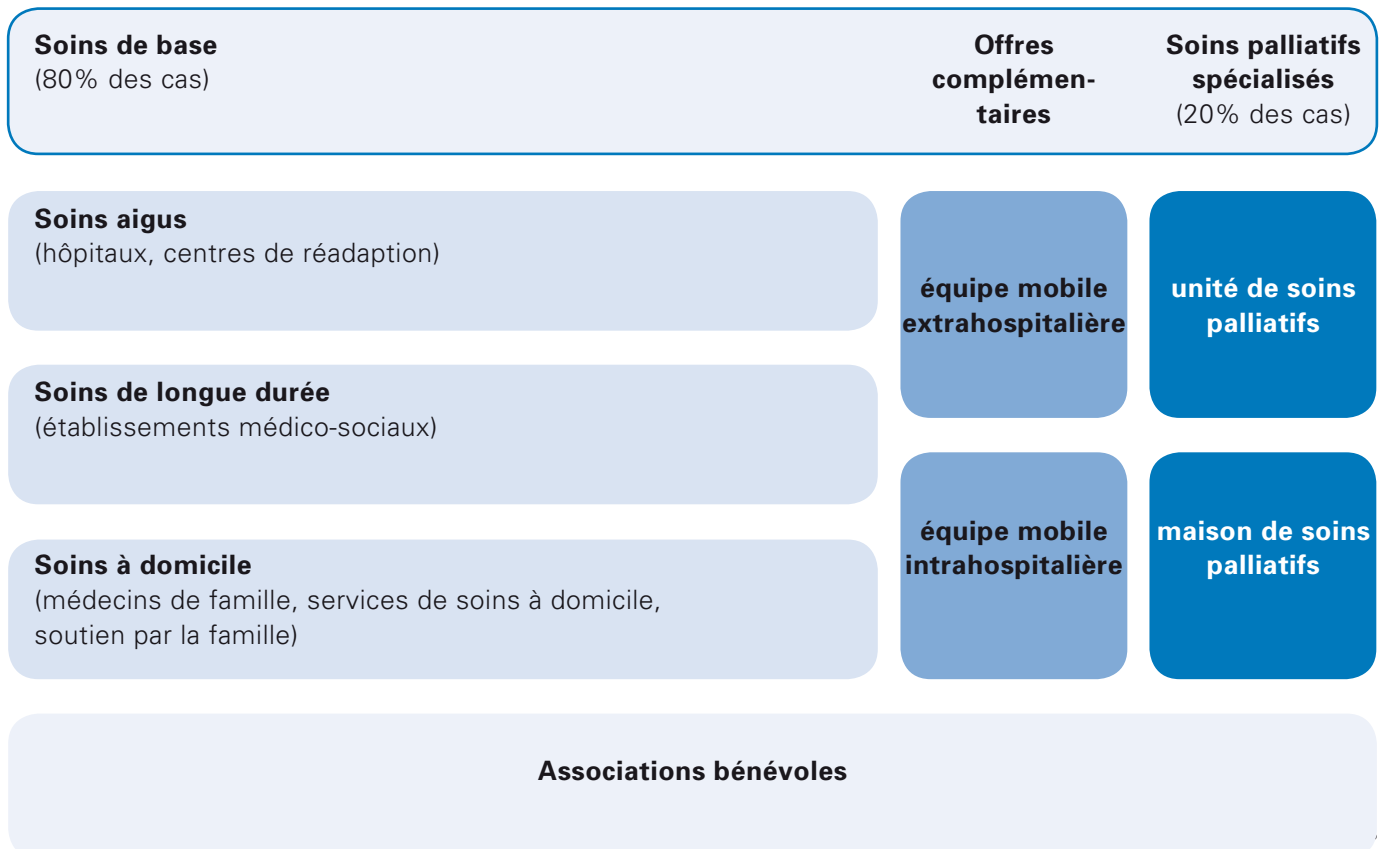 Soins de base
(80% des cas)
Offres
complémen-
taires
Soins palliatifs
spécialisés
(20% des cas)
Soins aigus
(hôpitaux, centres de réadaption)
équipe mobile
extrahospitalière
unité de soins
palliatifs
Soins de longue durée
(établissements médico-sociaux)
équipe mobile
intrahospitalière
maison de soins
palliatifs
Soins à domicile
(médecins de famille, services de soins à domicile,
soutien par la famille)
Associations bénévoles